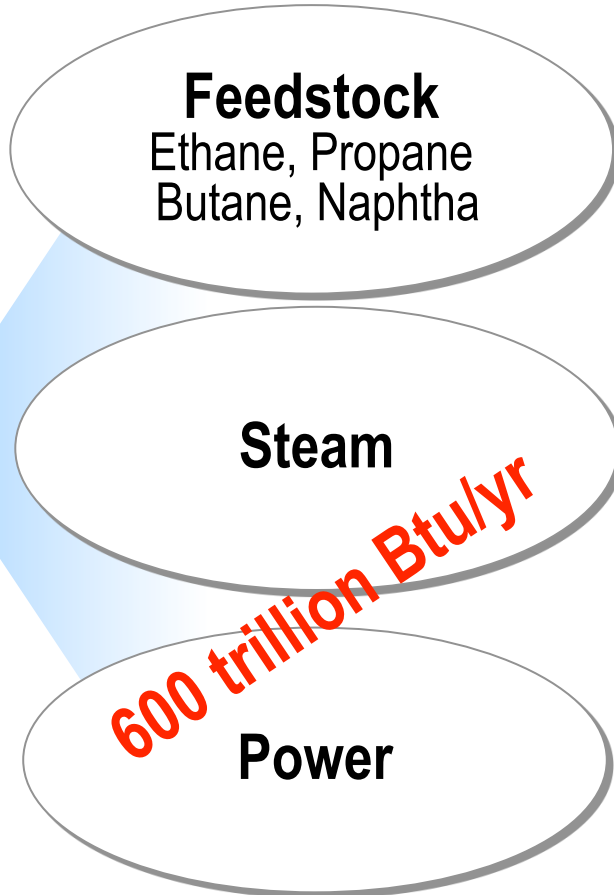 Feedstock
Ethane, Propane
Butane, Naphtha
Steam
600 trillion Btu/yr
Power